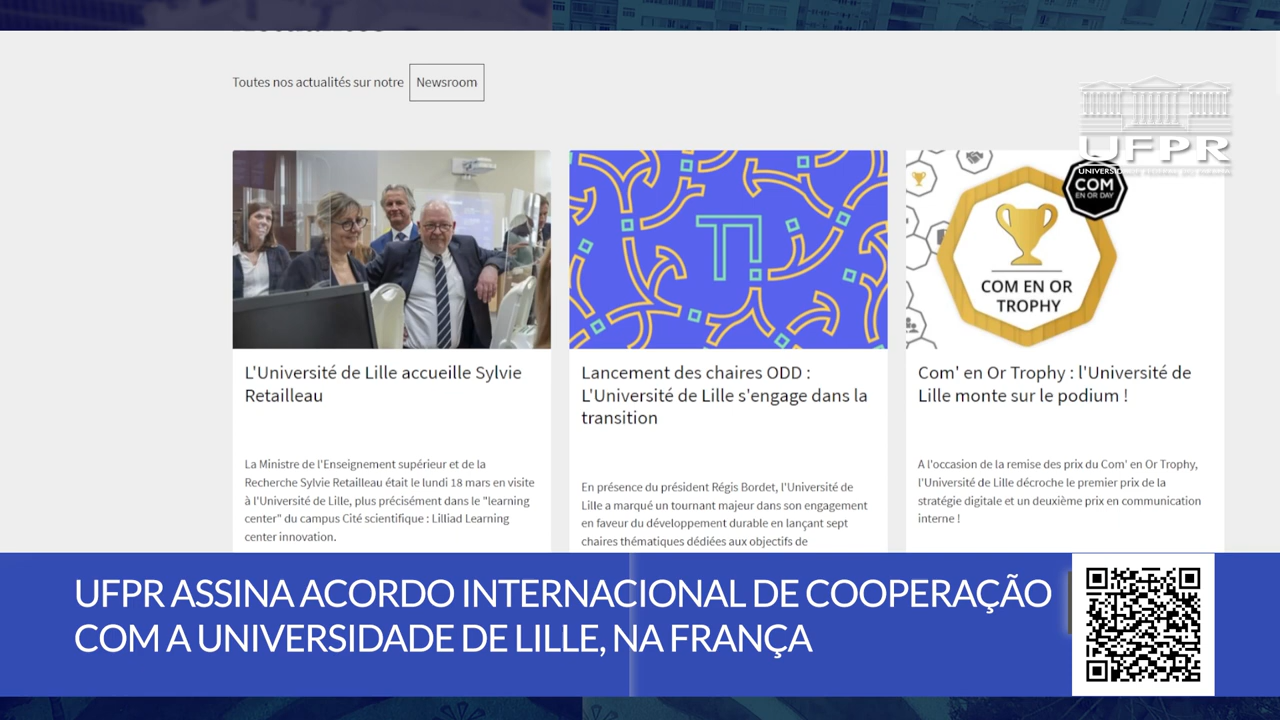 Toutes nos actualités sur notre Newsroom
UFPR
UNIVERSIDADE FEDERAL DO PARANÁ
COM
EN OR DAY
COM EN OR
TROPHY
L'Université de Lille accueille Sylvie
Retailleau
La Ministre de l'Enseignement supérieur et de la
Recherche Sylvie Retailleau était le lundi 18 mars en visite
à l'Université de Lille, plus précisément dans le "learning
center" du campus Cité scientifique : Lilliad Learning
center innovation.
Lancement des chaires ODD :
L'Université de Lille s'engage dans la
transition
En présence du président Régis Bordet, l'Université de
Lille a marqué un tournant majeur dans son engagement
en faveur du développement durable en lançant sept
chaires thématiques dédiées aux objectifs de
Com' en Or Trophy : l'Université de
Lille monte sur le podium !
A l'occasion de la remise des prix du Com' en Or Trophy,
l'Université de Lille décroche le premier prix de la
stratégie digitale et un deuxième prix en communication
interne !
UFPR ASSINA ACORDO INTERNACIONAL DE COOPERAÇÃO
COM A UNIVERSIDADE DE LILLE, NA FRANÇA